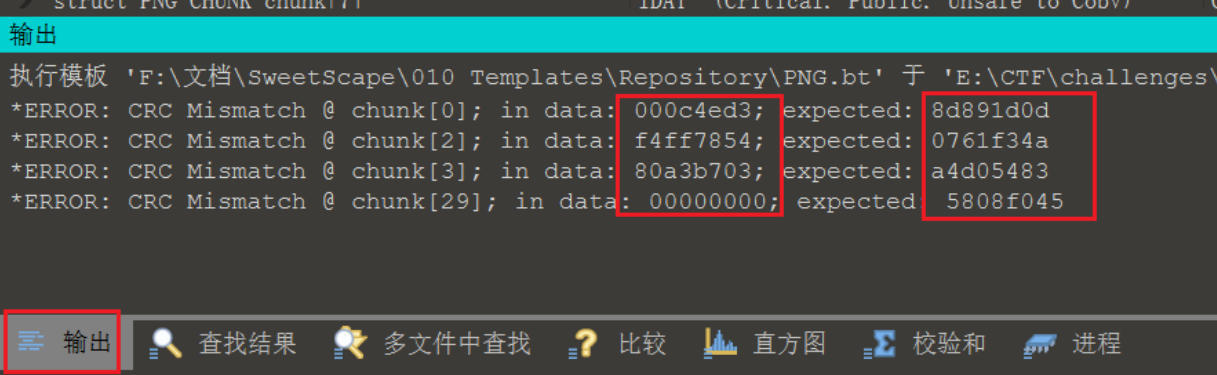 struct PNG CHUNK chunk[7] IDAT (Critical, Public, Unsafe to Copy)
输出
执行模板 'F:\文档\SweetScape\010 Templates\Repository\PNG.bt' 于 'E:\CTF\challenges\
*ERROR: CRC Mismatch @ chunk[0]; in data: 000c4ed3; expected: 8d891d0d
*ERROR: CRC Mismatch @ chunk[2]; in data: f4ff7854; expected: 0761f34a
*ERROR: CRC Mismatch @ chunk[3]; in data: 80a3b703; expected: a4d05483
*ERROR: CRC Mismatch @ chunk[29]; in data: 00000000; expected: 5808f045
输出 查找结果 多文件中查找 比较 直方图 校验和 进程